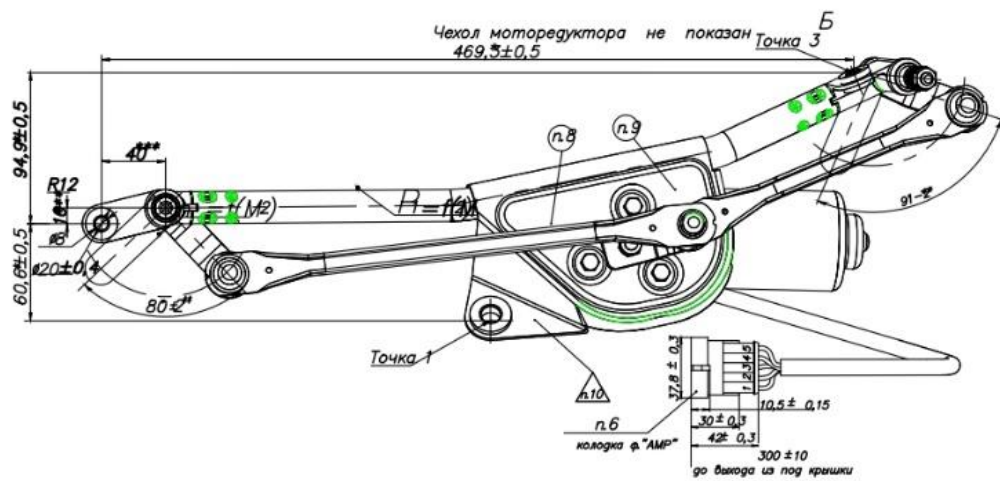 Чехол моторедуктора не показан
Б
469,5±0,5
Точка 3
94,9±0,5
40***
п.8
п.9
R12
R=f(M²)
91-2°
ø8
ø20±0,4
60,6±0,5
80±2°
Точка 1
п.10
37,8 ± 0,3
1 2 3 4 5
10,5± 0,15
п.6
30± 0,3
колодка ф."AMP"
42± 0,3
300 ±10
до выхода из под крышки